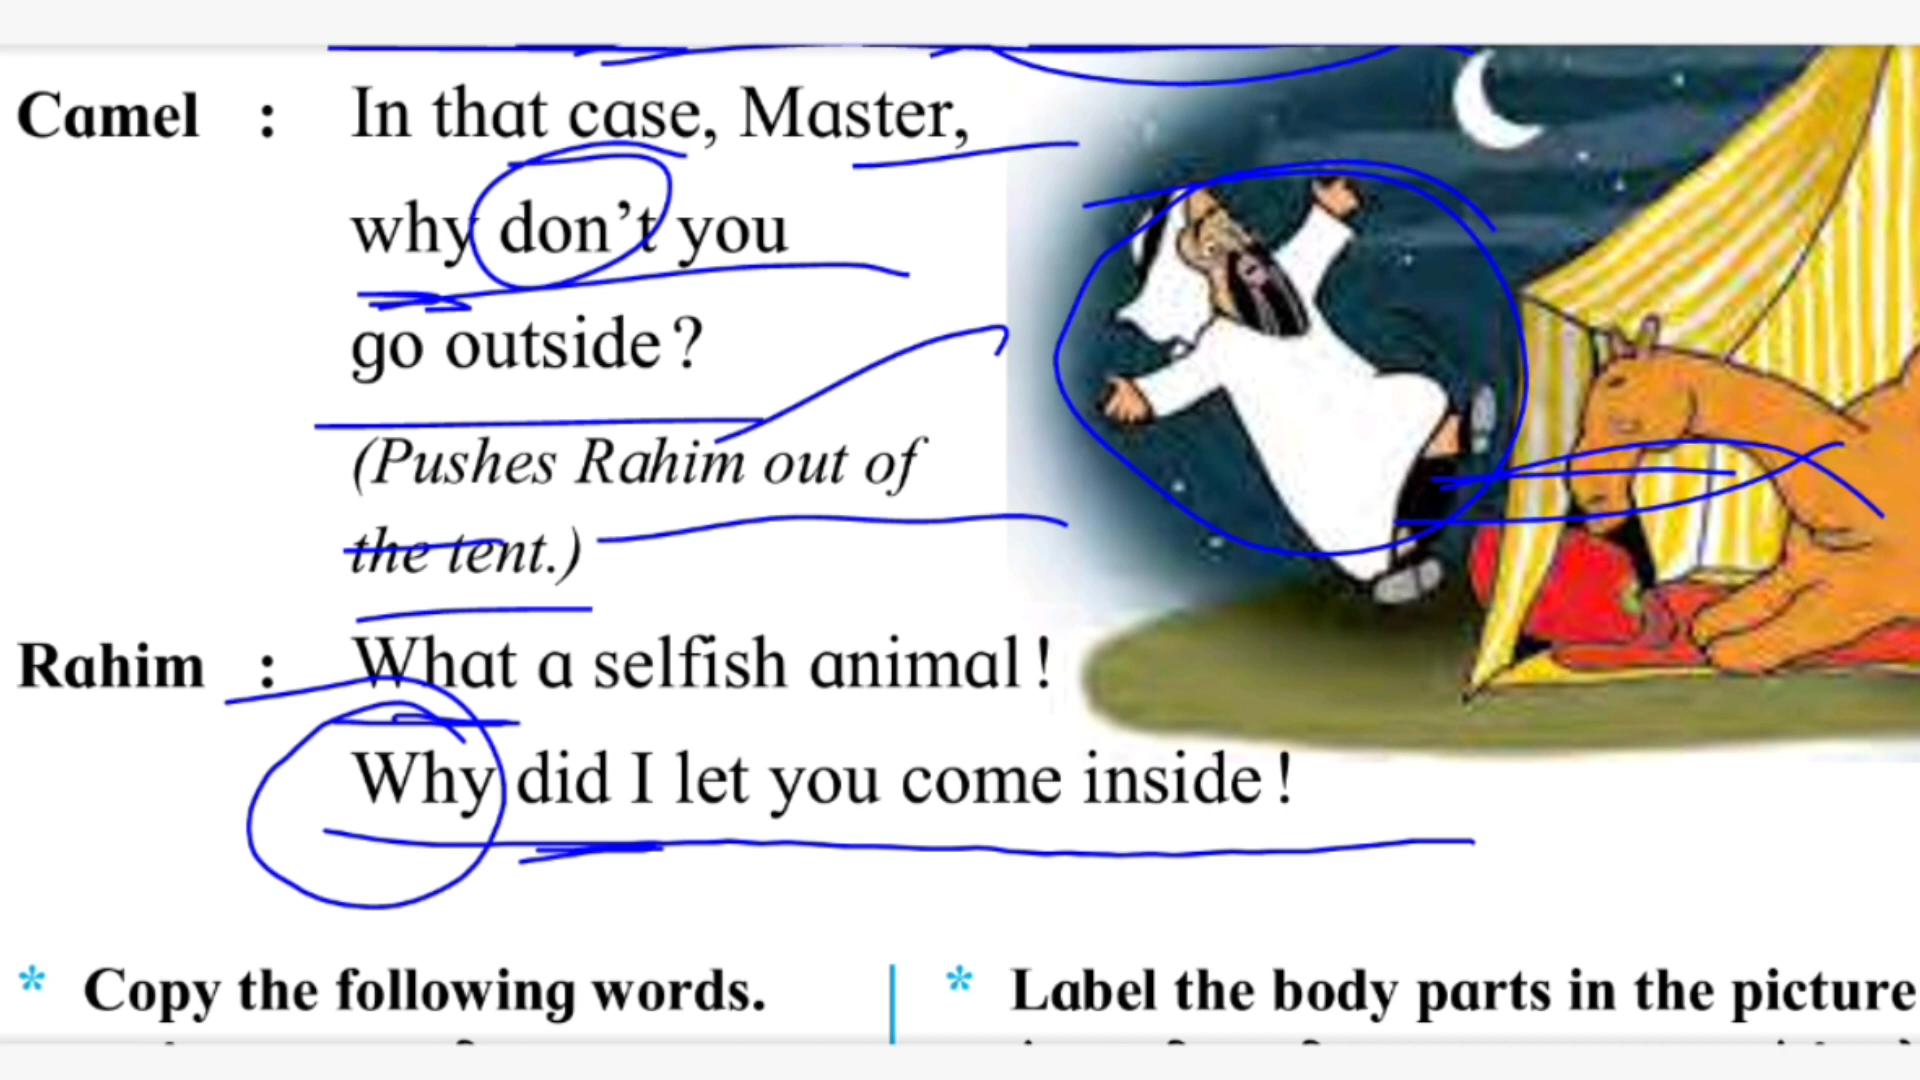 Camel : In that case, Master,
why don't you
go outside ?
(Pushes Rahim out of
the tent.)
Rahim : What a selfish animal !
Why did I let you come inside !
* Copy the following words.
* Label the body parts in the picture